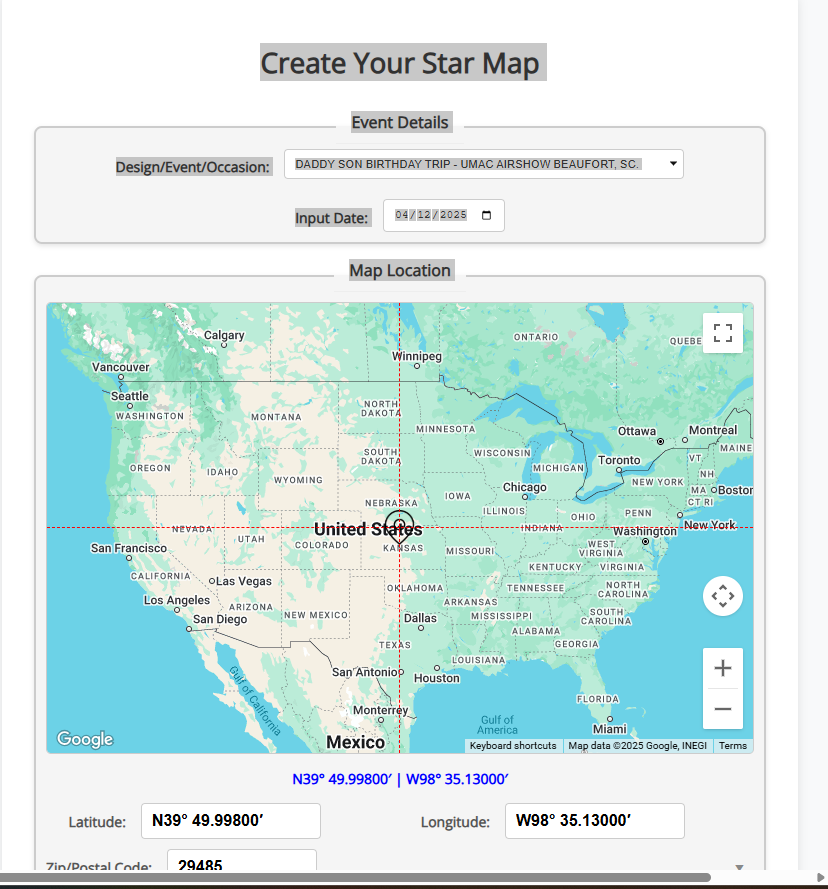 Create Your Star Map
Event Details
Design/Event/Occasion: DADDY SON BIRTHDAY TRIP - UMAC AIRSHOW BEAUFORT, SC.
Input Date: 04/12/2025
Map Location
Calgary
ONTARIO
QUEBE
Winnipeg
Vancouver
Seattle
WASHINGTON
MONTANA
NORTH
DAKOTA
MINNESOTA
Ottawa
Montreal
MAINE
OREGON
IDAHO
SOUTH
DAKOTA
WISCONSIN
MICHIGAN
Toronto
VT
NH
WYOMING
NEW YORK
MA
Boston
CT RI
Chicago
IOWA
NEBRASKA
ILLINOIS
OHIO
PENN
New York
NEVADA
United States
INDIANA
Washington
UTAH
COLORADO
KANSAS
MISSOURI
WEST
VIRGINIA
San Francisco
KENTUCKY
VIRGINIA
CALIFORNIA
Las Vegas
OKLAHOMA
TENNESSEE
NORTH
CAROLINA
Los Angeles
ARIZONA
NEW MEXICO
ARKANSAS
MISSISSIPPI
SOUTH
CAROLINA
San Diego
Dallas
ALABAMA
TEXAS
GEORGIA
LOUISIANA
San Antonio
Houston
Gulf of California
FLORIDA
Monterrey
Gulf of
America
Miami
Google
Mexico
Keyboard shortcuts
Map data ©2025 Google, INEGI
Terms
N39° 49.99800′ | W98° 35.13000′
Latitude: N39° 49.99800′
Longitude: W98° 35.13000′
Zip/Postal Code: 29485